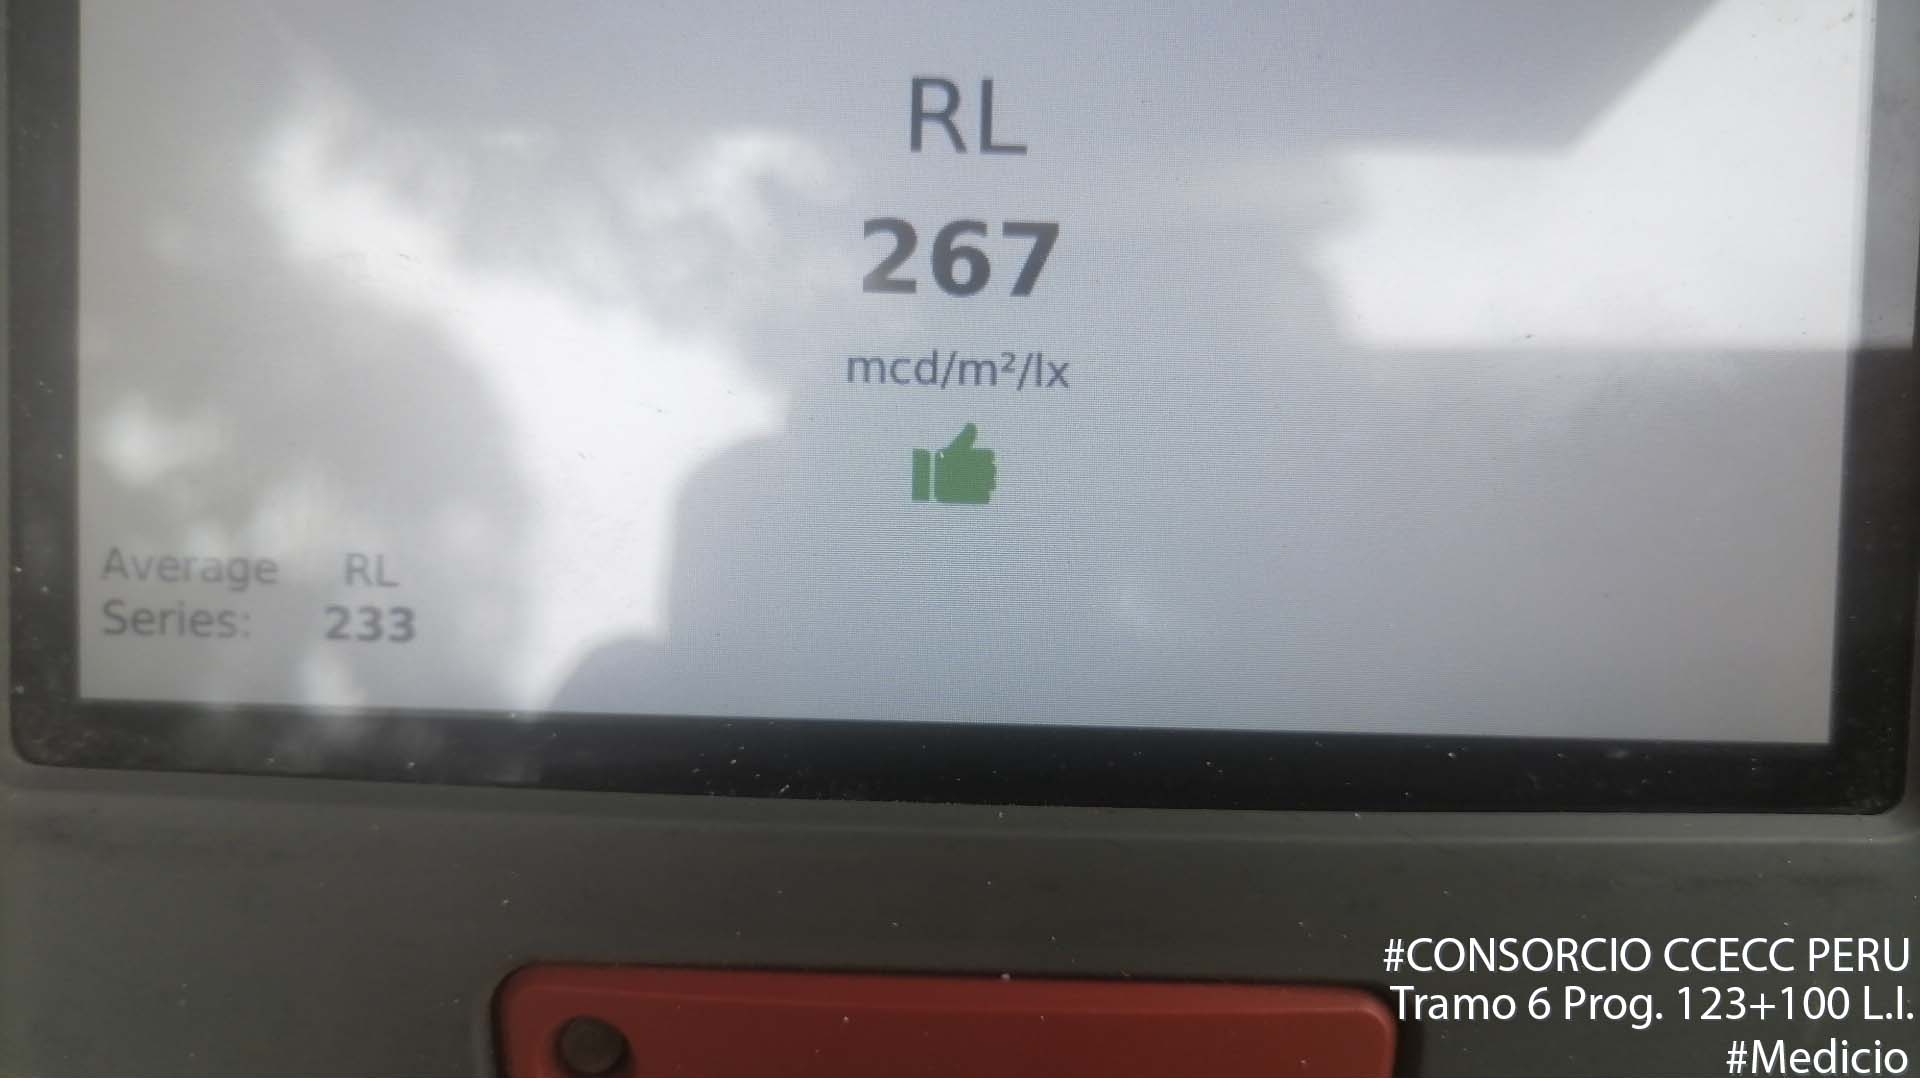 RL
267
mcd/m²/lx
Average RL
Series: 233
#CONSORCIO CCECC PERU
Tramo 6 Prog. 123+100 L.I.
#Medicio